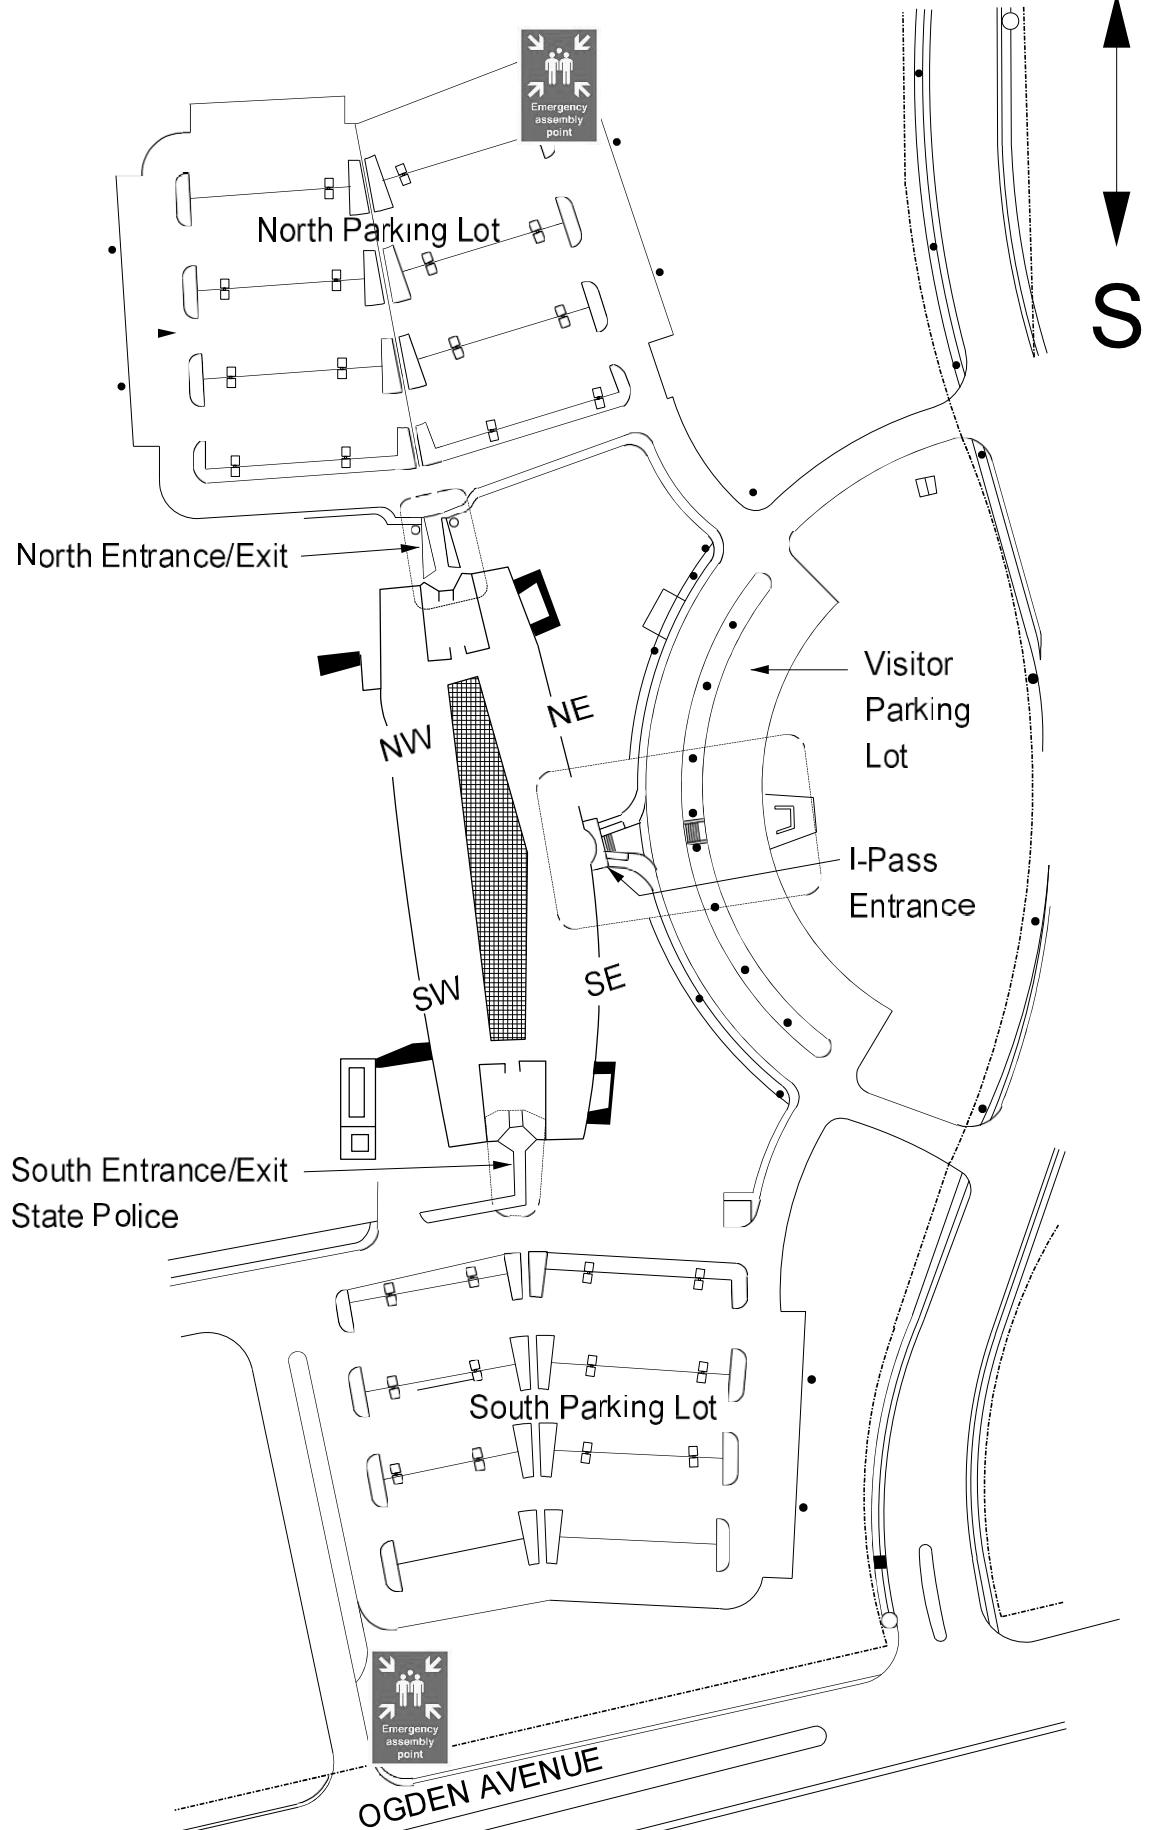 Emergency
assembly
point
North Parking Lot
S
North Entrance/Exit
Visitor
Parking
Lot
NE
NW
I-Pass
Entrance
SE
SW
South Entrance/Exit
State Police
South Parking Lot
Emergency
assembly
point
OGDEN AVENUE